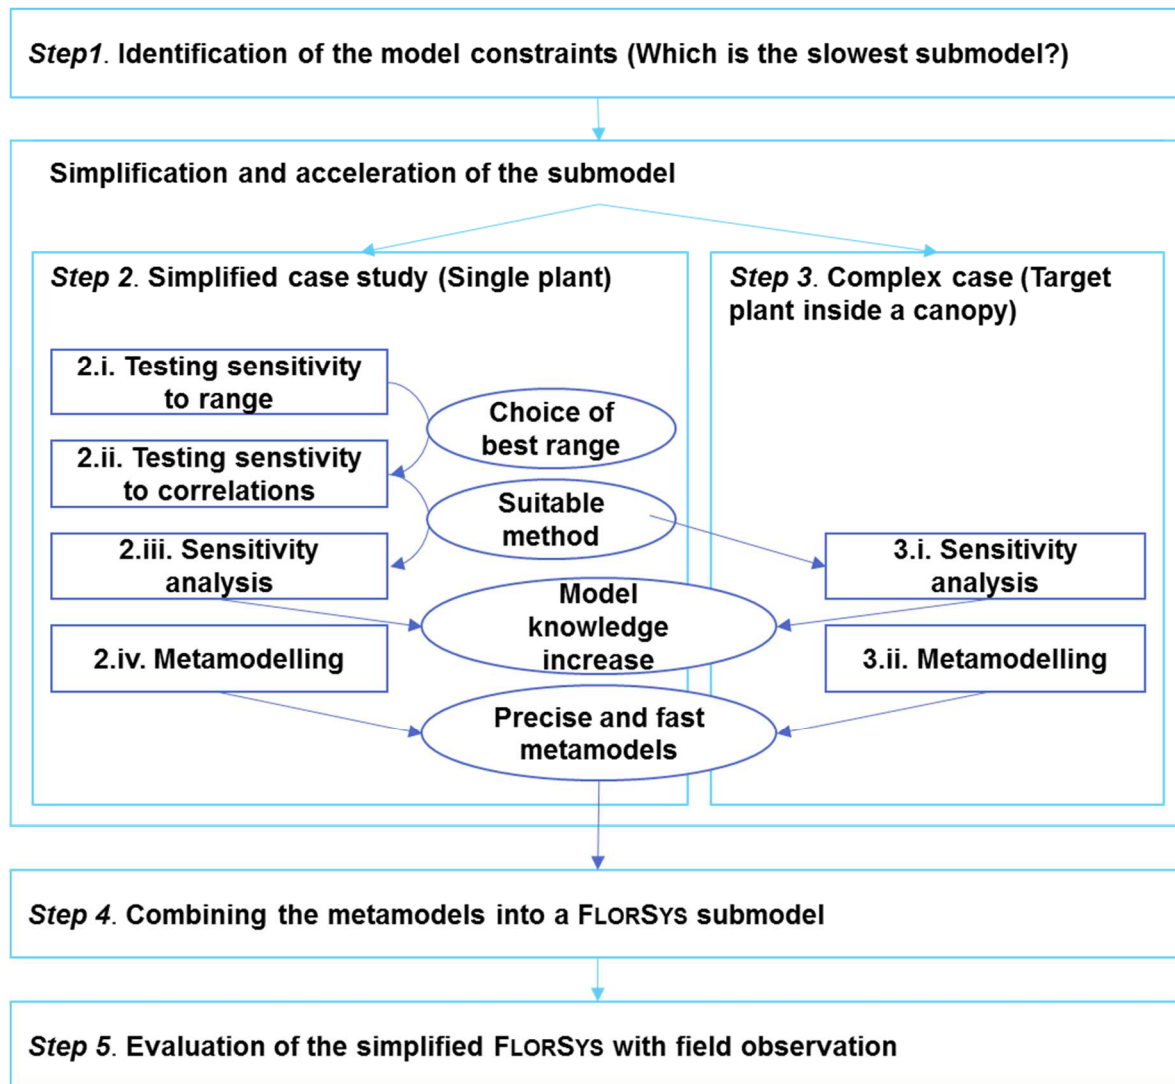 Step1. Identification of the model constraints (Which is the slowest submodel?)
Simplification and acceleration of the submodel
Step 2. Simplified case study (Single plant)
2.i. Testing sensitivity
to range
Choice of
best range
2.ii. Testing senstivity
to correlations
Suitable
method
2.iii. Sensitivity
analysis
Model
knowledge
increase
2.iv. Metamodelling
Precise and fast
metamodels
Step 3. Complex case (Target
plant inside a canopy)
3.i. Sensitivity
analysis
3.ii. Metamodelling
Step 4. Combining the metamodels into a FLORSYS submodel
Step 5. Evaluation of the simplified FLORSYS with field observation